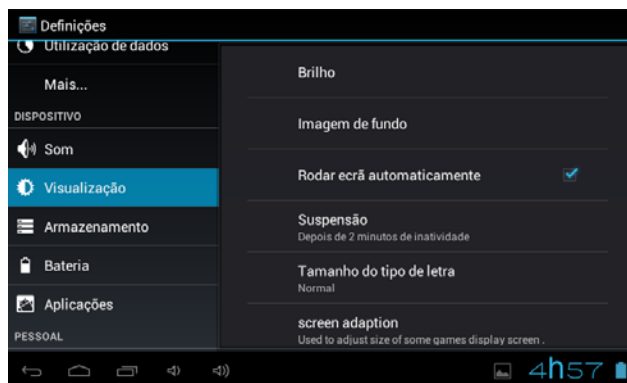 Definições
Utilização de dados
Mais...
DISPOSITIVO
Som
Visualização
Armazenamento
Bateria
Aplicações
PESSOAL
Brilho
Imagem de fundo
Rodar ecrã automaticamente
Suspensão
Depois de 2 minutos de inatividade
Tamanho do tipo de letra
Normal
screen adaption
Used to adjust size of some games display screen .
4h57